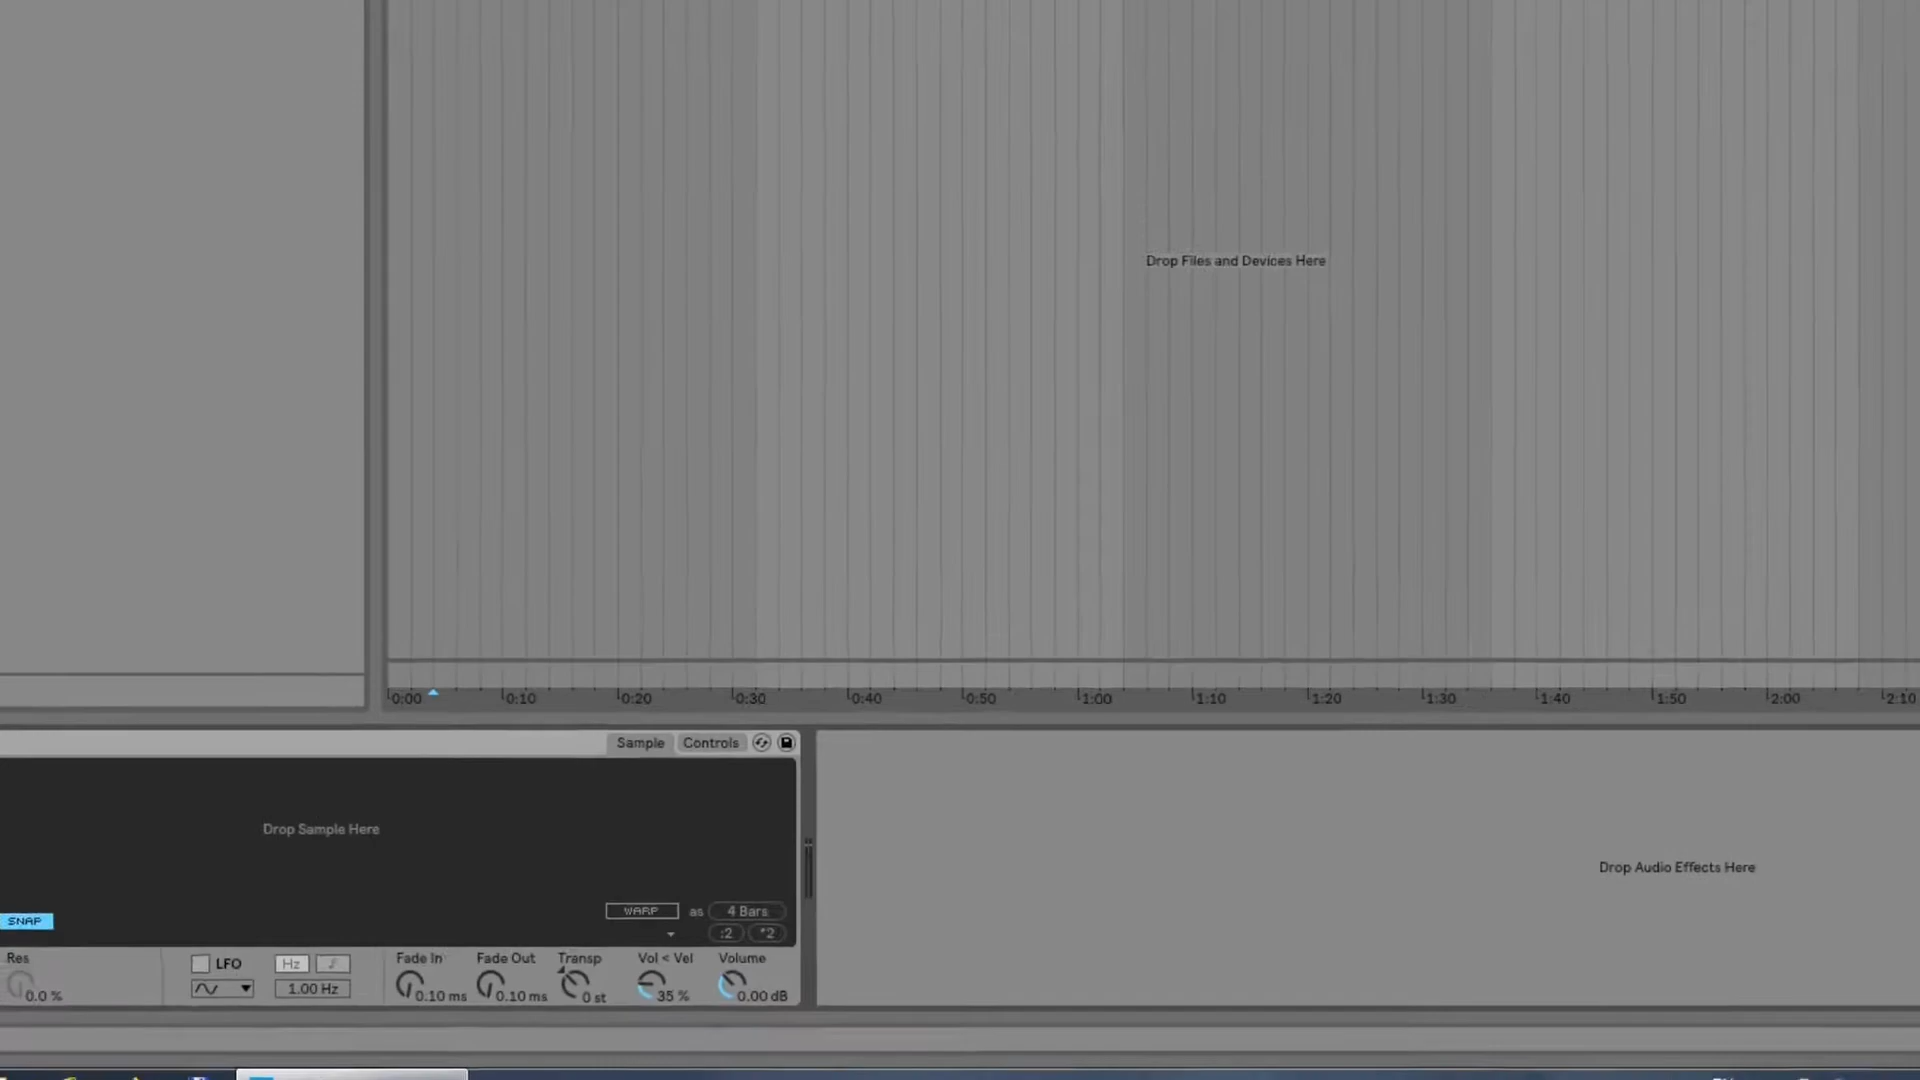 Drop Files and Devices Here
0:00 0:10 0:20 0:30 0:40 0:50 1:00 1:10 1:20 1:30 1:40 1:50 2:00 2:10
Sample Controls
Drop Sample Here
Drop Audio Effects Here
SNAP
WARP as 4 Bars
:2 *2
Res LFO Hz Fade In Fade Out Transp Vol < Vel Volume
0.0 % 1.00 Hz 0.10 ms 0.10 ms 0 st 35 % 0.00 dB